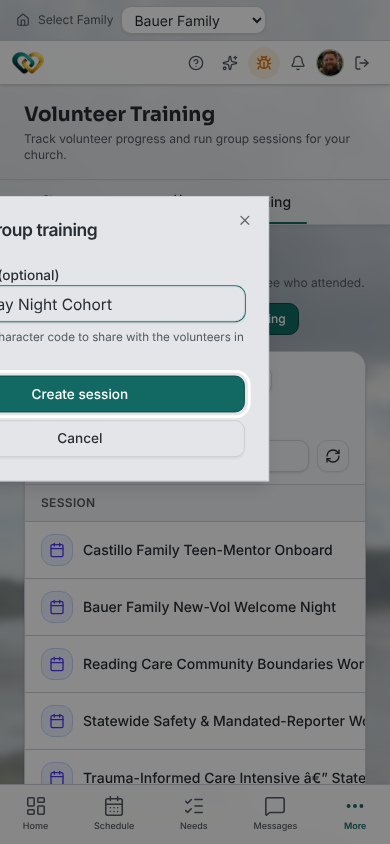 Select Family
Bauer Family
Volunteer Training
Track volunteer progress and run group sessions for your
church.
ning
roup training
(optional)
ee who attended.
ay Night Cohort
ing
haracter code to share with the volunteers in
Create session
Cancel
SESSION
Castillo Family Teen-Mentor Onboard
Bauer Family New-Vol Welcome Night
Reading Care Community Boundaries Wor
Statewide Safety & Mandated-Reporter Wo
Trauma-Informed Care Intensive â€” State
Home
Schedule
Needs
Messages
More